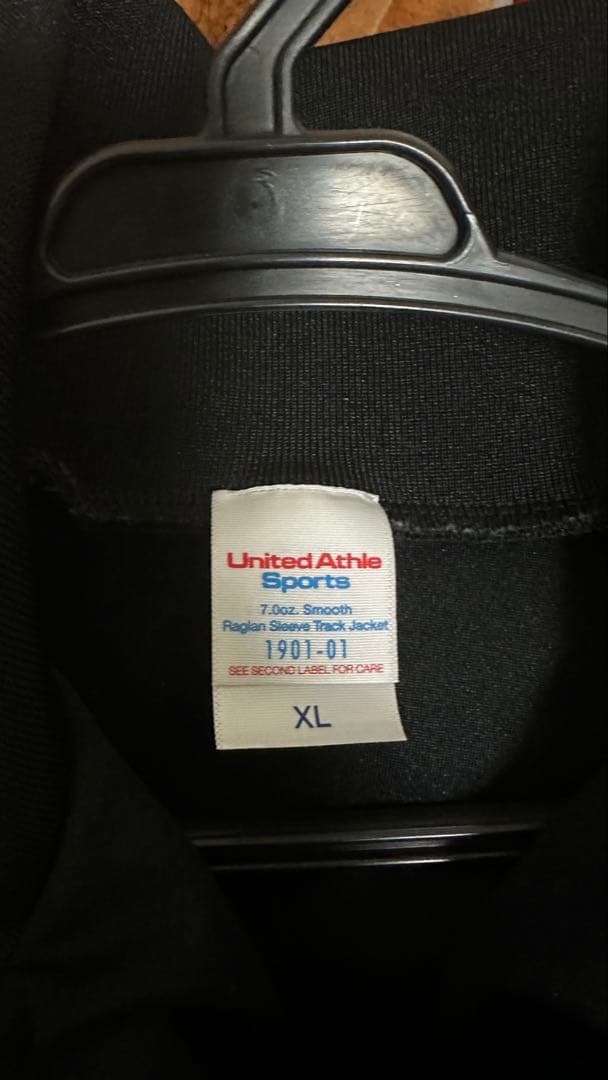 United Athle
Sports
7.0oz. Smooth
Raglan Sleeve Track Jacket
1901-01
SEE SECOND LABEL FOR CARE
XL